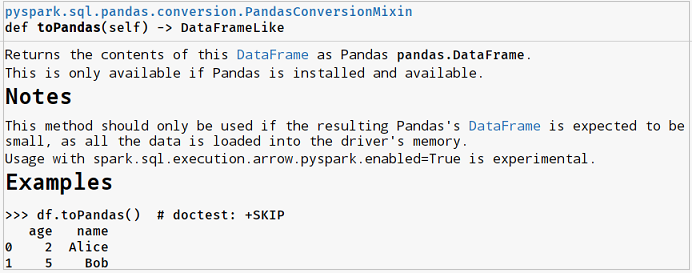 pyspark.sql.pandas.conversion.PandasConversionMixin
def toPandas(self) -> DataFrameLike
Returns the contents of this DataFrame as Pandas pandas.DataFrame.
This is only available if Pandas is installed and available.
Notes
This method should only be used if the resulting Pandas's DataFrame is expected to be
small, as all the data is loaded into the driver's memory.
Usage with spark.sql.execution.arrow.pyspark.enabled=True is experimental.
Examples
>>> df.toPandas()  # doctest: +SKIP
   age   name
0    2  Alice
1    5    Bob